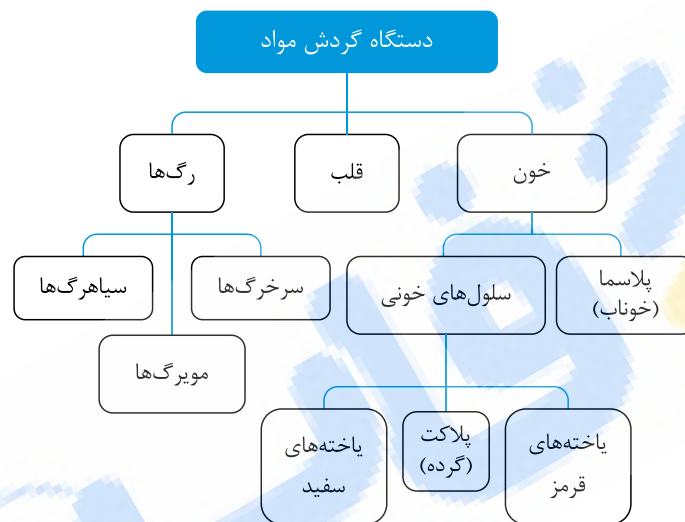 دستگاه گردش مواد
خون
قلب
رگ‌ها
پلاسما
(خوناب)
سلول‌های خونی
سرخرگ‌ها
سیاهرگ‌ها
مویرگ‌ها
یاخته‌های
قرمز
پلاکت
(گرده)
یاخته‌های
سفید